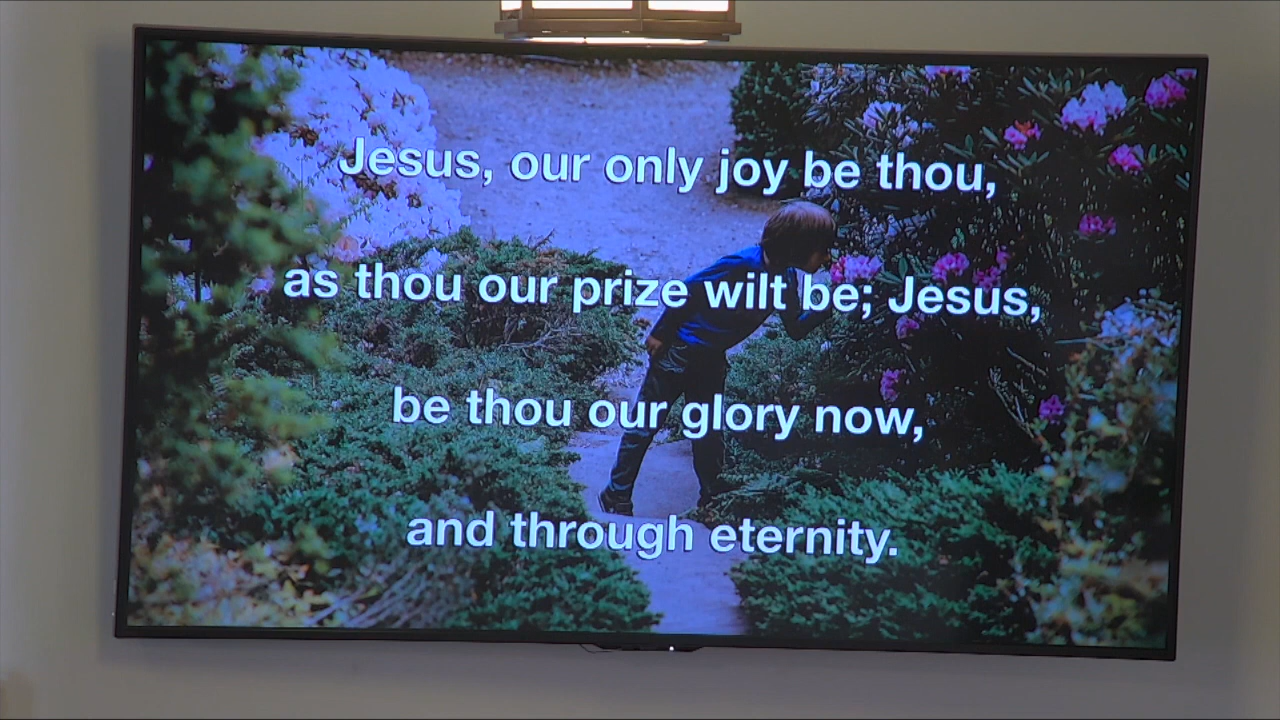 Jesus, our only joy be thou,
as thou our prize wilt be; Jesus,
be thou our glory now,
and through eternity.